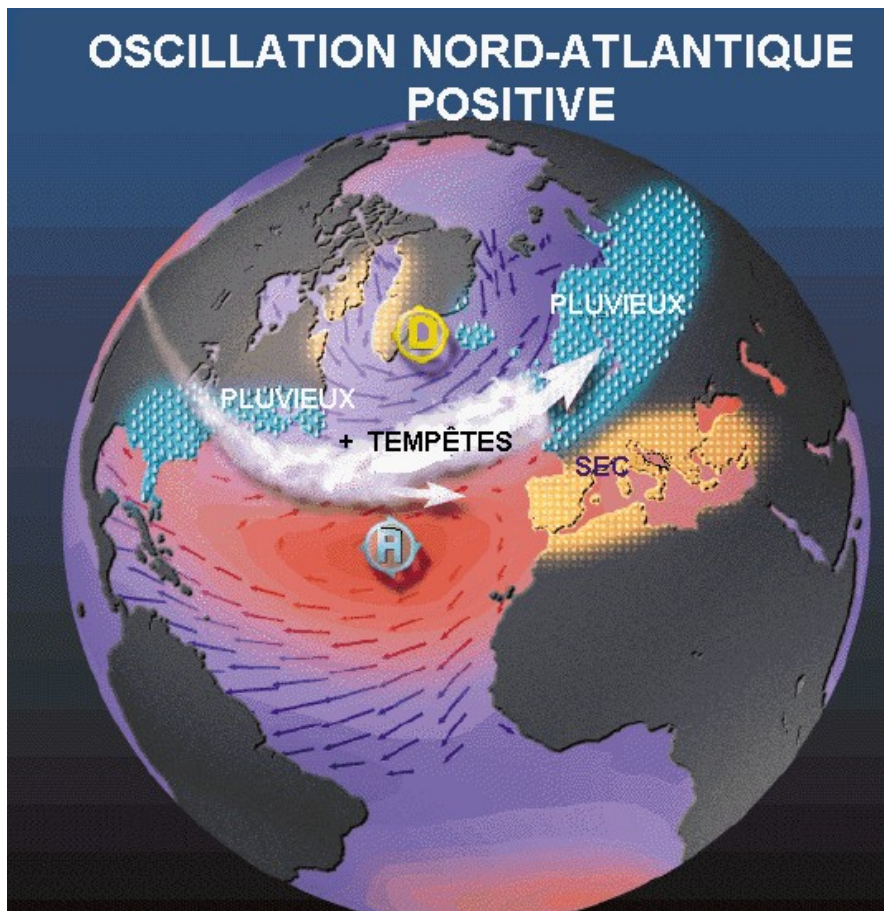 OSCILLATION NORD-ATLANTIQUE
POSITIVE
D
PLUVIEUX
PLUVIEUX
+ TEMPÊTES
SEC
A